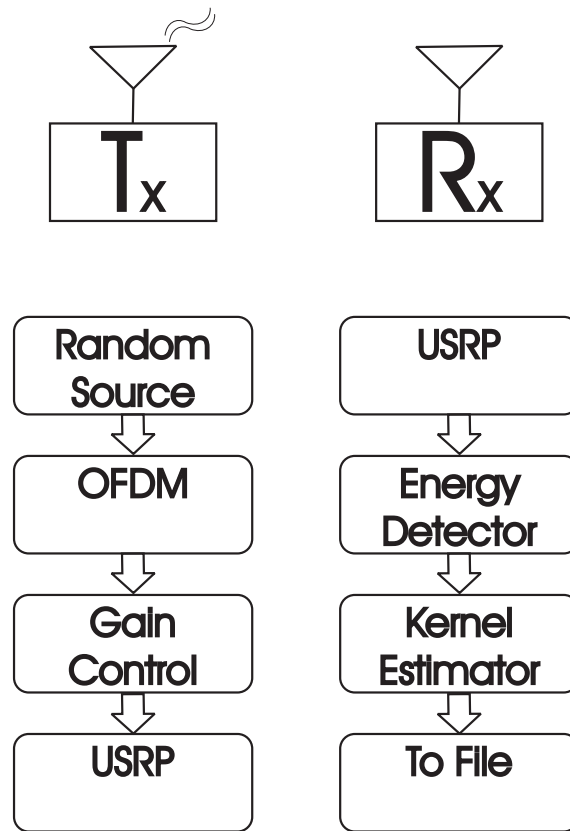 Tx
Rx
Random
Source
OFDM
Gain
Control
USRP
USRP
Energy
Detector
Kernel
Estimator
To File